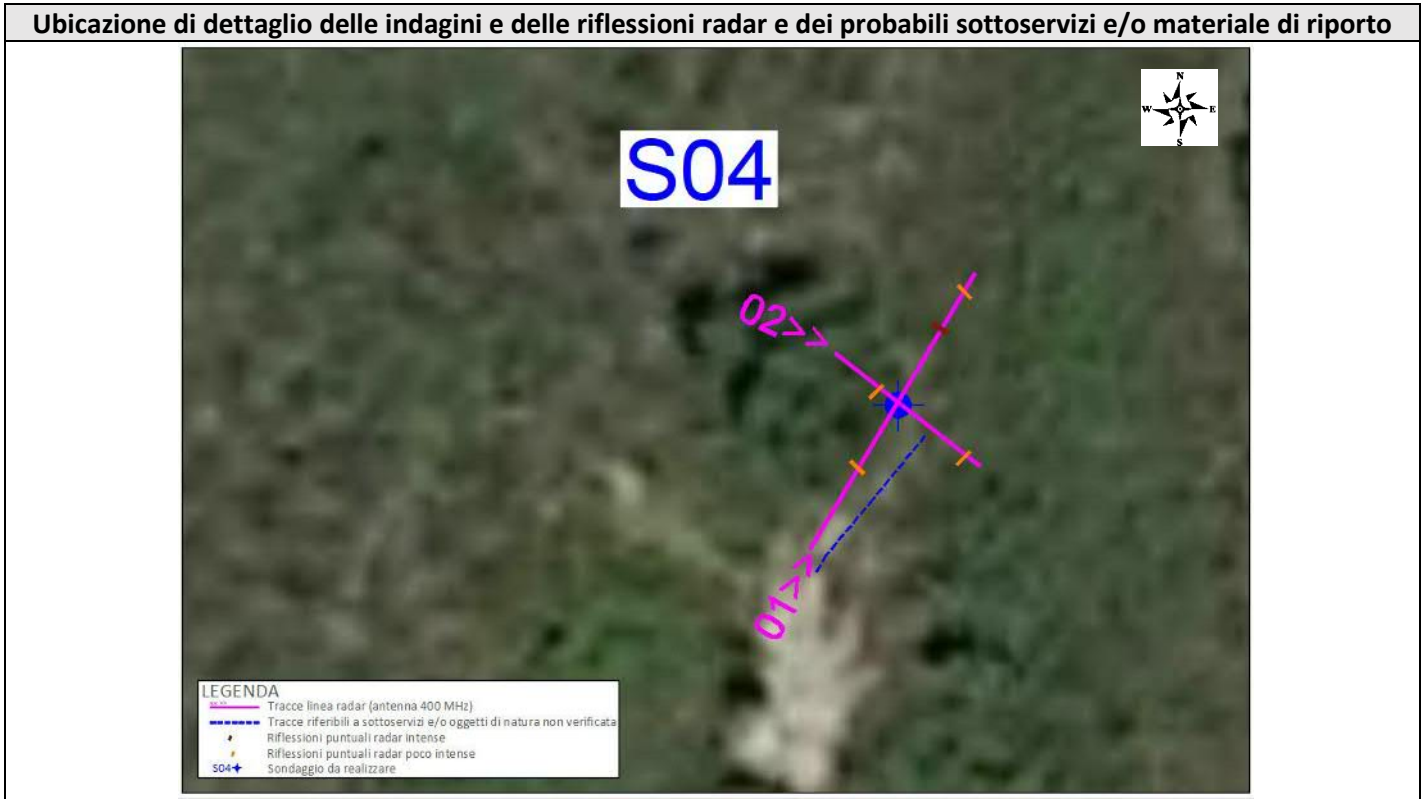 Ubicazione di dettaglio delle indagini e delle riflessioni radar e dei probabili sottoservizi e/o materiale di riporto
N
W E
S
S04
02>>
01>>
LEGENDA
Tracce linea radar (antenna 400 MHz)
Tracce riferibili a sottoservizi e/o oggetti di natura non verificata
Riflessioni puntuali radar intense
Riflessioni puntuali radar poco intense
S04 Sondaggio da realizzare